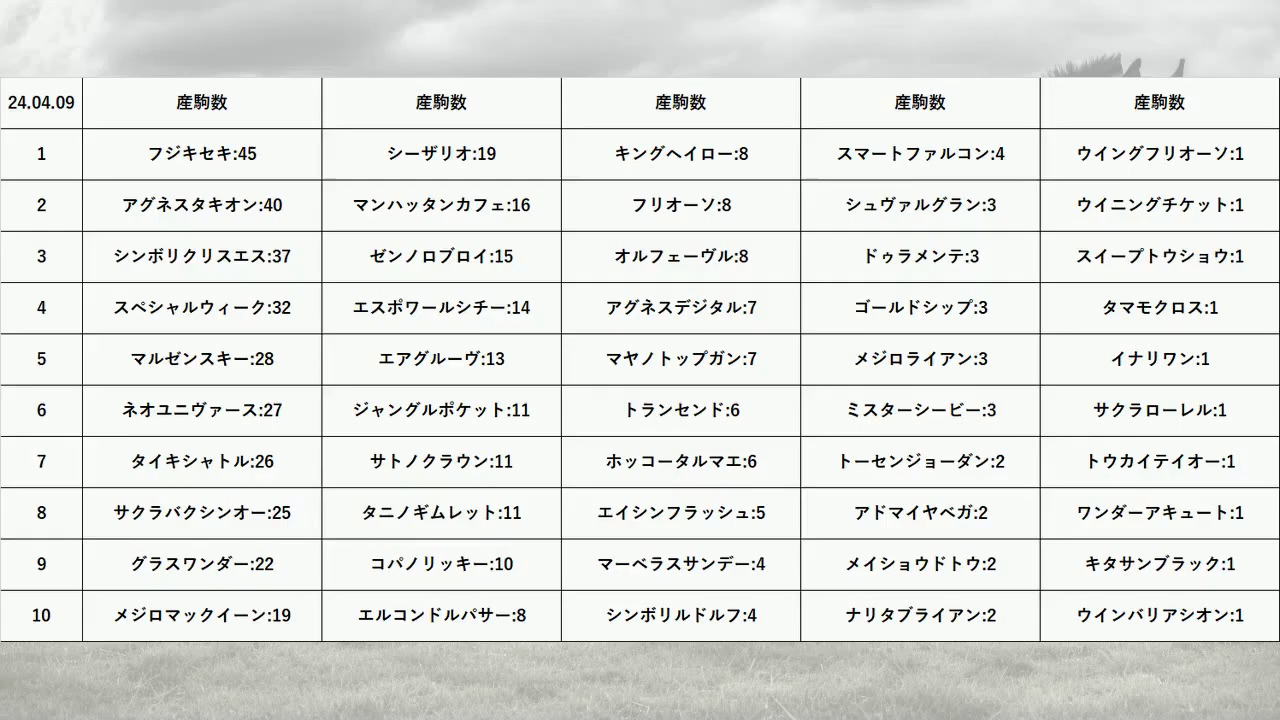 24.04.09 産駒数 産駒数 産駒数 産駒数 産駒数
1 フジキセキ:45 シーザリオ:19 キングヘイロー:8 スマートファルコン:4 ウイングフリオーソ:1
2 アグネスタキオン:40 マンハッタンカフェ:16 フリオーソ:8 シュヴァルグラン:3 ウイニングチケット:1
3 シンボリクリスエス:37 ゼンノロブロイ:15 オルフェーヴル:8 ドゥラメンテ:3 スイープトウショウ:1
4 スペシャルウィーク:32 エスポワールシチー:14 アグネスデジタル:7 ゴールドシップ:3 タマモクロス:1
5 マルゼンスキー:28 エアグルーヴ:13 マヤノトップガン:7 メジロライアン:3 イナリワン:1
6 ネオユニヴァース:27 ジャングルポケット:11 トランセンド:6 ミスターシービー:3 サクラローレル:1
7 タイキシャトル:26 サトノクラウン:11 ホッコータルマエ:6 トーセンジョーダン:2 トウカイテイオー:1
8 サクラバクシンオー:25 タニノギムレット:11 エイシンフラッシュ:5 アドマイヤベガ:2 ワンダーアキュート:1
9 グラスワンダー:22 コパノリッキー:10 マーベラスサンデー:4 メイショウドトウ:2 キタサンブラック:1
10 メジロマックイーン:19 エルコンドルパサー:8 シンボリルドルフ:4 ナリタブライアン:2 ウインバリアシオン:1